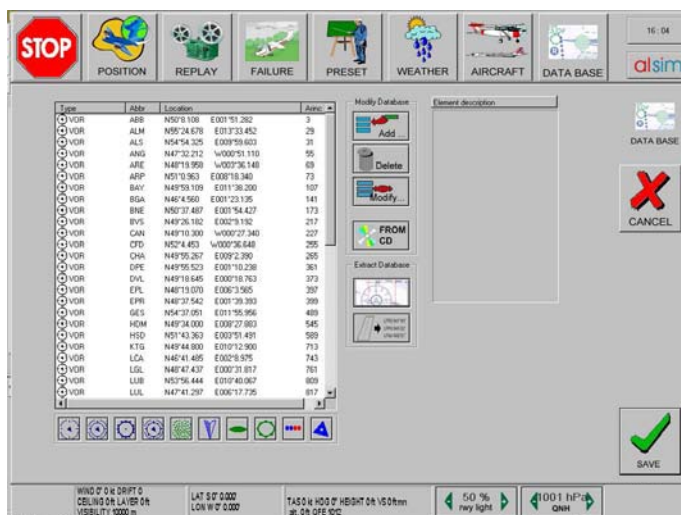 STOP
POSITION
REPLAY
FAILURE
PRESET
WEATHER
AIRCRAFT
DATA BASE
16 : 04
alsim
Type Abbr Location Airinc
VOR ABB N50°8.108 E001°51.282 3
VOR ALM N55°24.678 E013°33.452 29
VOR ALS N54°54.325 E009°59.603 31
VOR ANG N47°32.212 W000°51.110 55
VOR ARE N48°19.958 W003°36.148 69
VOR ARP N51°0.963 E008°18.340 73
VOR BAY N49°59.109 E011°38.200 107
VOR BGA N46°4.560 E001°23.135 141
VOR BNE N50°37.487 E001°54.427 173
VOR BVS N49°26.182 E002°9.192 217
VOR CAN N49°10.300 W000°27.340 227
VOR CFD N52°4.453 W000°36.648 255
VOR CHA N49°55.267 E009°2.390 265
VOR DPE N49°55.523 E001°10.238 361
VOR DVL N49°18.645 E000°18.763 373
VOR EPL N48°19.070 E006°3.565 397
VOR EPR N48°37.542 E001°39.393 399
VOR GES N54°37.051 E011°55.956 489
VOR HDM N49°34.000 E008°27.883 545
VOR HSD N51°43.363 E003°51.491 589
VOR KTG N49°44.800 E010°12.900 713
VOR LCA N46°41.485 E002°8.975 743
VOR LGL N48°47.437 E000°31.817 761
VOR LUB N53°56.444 E010°40.067 809
VOR LUL N47°41.297 E006°17.735 817
Modify Database
Add ...
Delete
Modify...
FROM
CD
Extract Database
Element description
DATA BASE
CANCEL
SAVE
WIND 0° 0 kt DRIFT 0
CEILING 0ft LAYER 0ft
VISIBILITY 10000 m
LAT S 0° 0.000'
LON W 0° 0.000'
TAS 0 kt HDG 0° HEIGHT 0ft VS 0ftmn
alt. 0ft QFE 1012
50 %
rwy light
1001 hPa
QNH